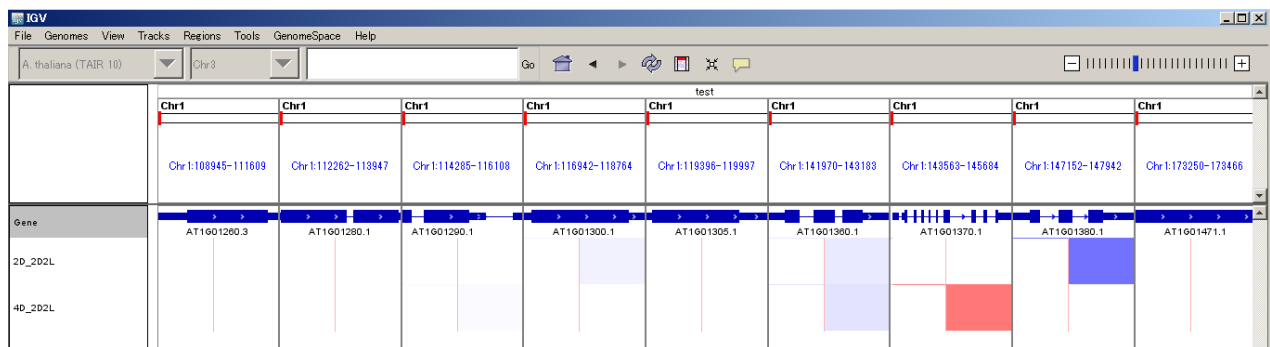 IGV
File Genomes View Tracks Regions Tools GenomeSpace Help
A. thaliana (TAIR 10) Chr3 Go
test
Chr1 Chr1 Chr1 Chr1 Chr1 Chr1 Chr1 Chr1 Chr1
Chr1:108945-111609 Chr1:112262-113947 Chr1:114285-116108 Chr1:116942-118764 Chr1:119396-119997 Chr1:141970-143183 Chr1:143563-145684 Chr1:147152-147942 Chr1:173250-173466
Gene
AT1G01260.3 AT1G01280.1 AT1G01290.1 AT1G01300.1 AT1G01305.1 AT1G01360.1 AT1G01370.1 AT1G01380.1 AT1G01471.1
2D_2D2L
4D_2D2L